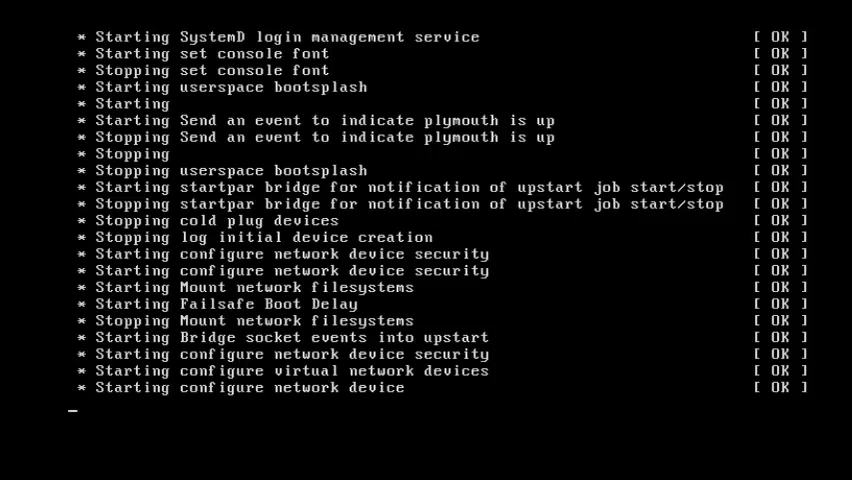 * Starting SystemD login management service [ OK ]
* Starting set console font [ OK ]
* Stopping set console font [ OK ]
* Starting userspace bootsplash [ OK ]
* Starting [ OK ]
* Starting Send an event to indicate plymouth is up [ OK ]
* Stopping Send an event to indicate plymouth is up [ OK ]
* Stopping [ OK ]
* Stopping userspace bootsplash [ OK ]
* Starting startpar bridge for notification of upstart job start/stop [ OK ]
* Stopping startpar bridge for notification of upstart job start/stop [ OK ]
* Stopping cold plug devices [ OK ]
* Stopping log initial device creation [ OK ]
* Starting configure network device security [ OK ]
* Starting configure network device security [ OK ]
* Starting Mount network filesystems [ OK ]
* Starting Failsafe Boot Delay [ OK ]
* Stopping Mount network filesystems [ OK ]
* Starting Bridge socket events into upstart [ OK ]
* Starting configure network device security [ OK ]
* Starting configure virtual network devices [ OK ]
* Starting configure network device [ OK ]
_